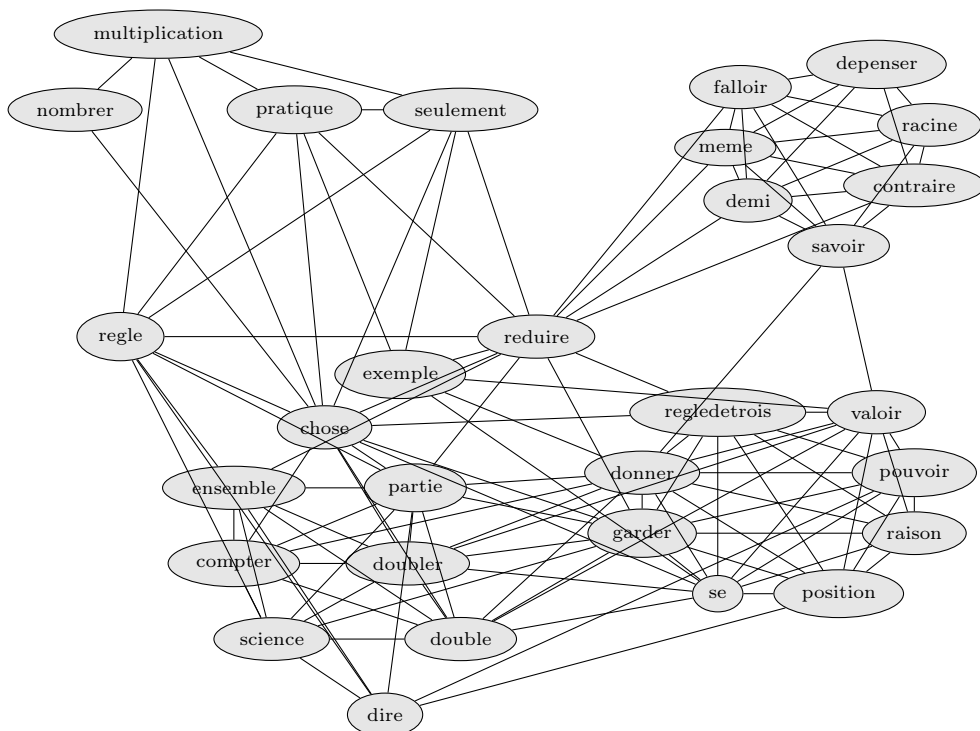 multiplication
depenser
falloir
nombrer
pratique
seulement
racine
meme
contraire
demi
savoir
regle
reduire
exemple
chose
regledetrois
valoir
ensemble
partie
donner
pouvoir
compter
doubler
garder
raison
se
position
science
double
dire